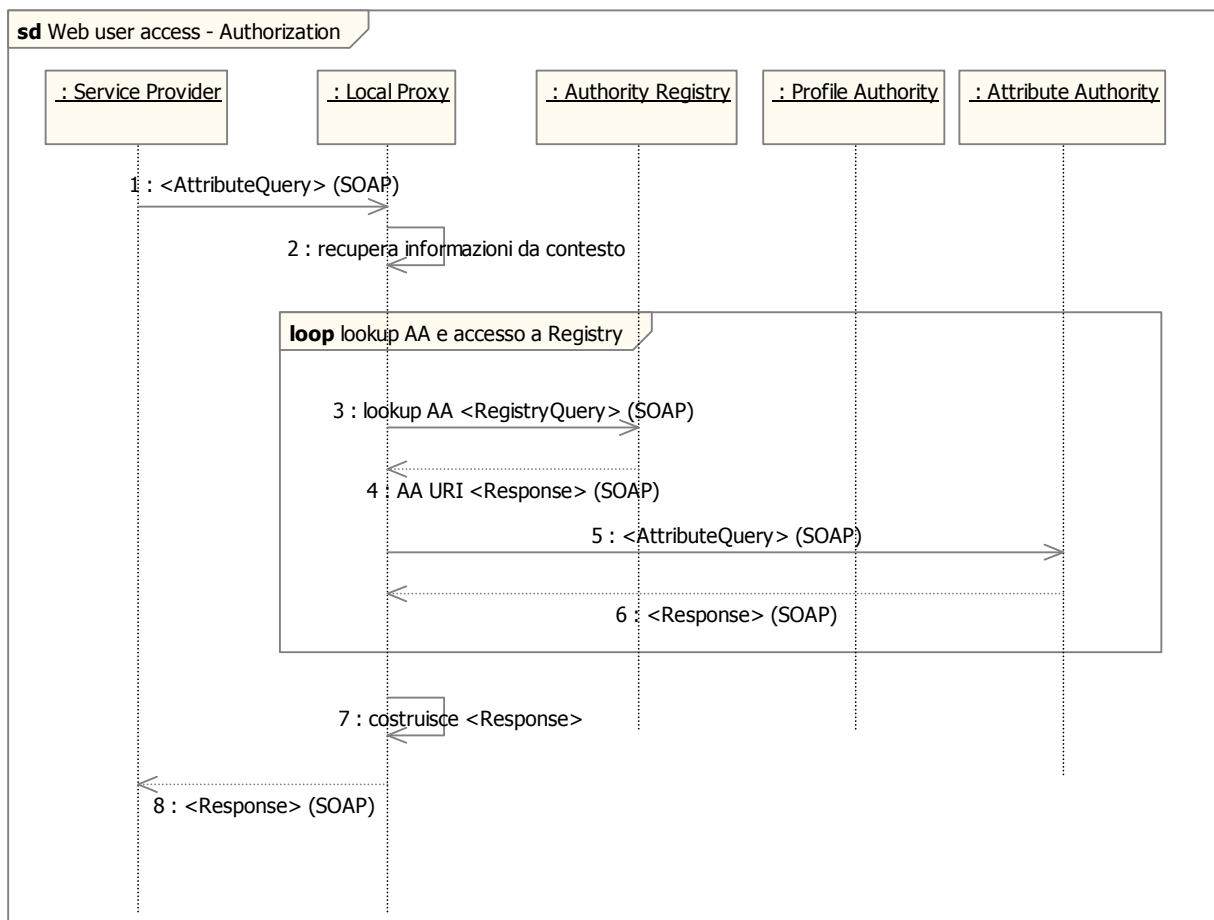 sd Web user access - Authorization
: Service Provider
: Local Proxy
: Authority Registry
: Profile Authority
: Attribute Authority
1 : <AttributeQuery> (SOAP)
2 : recupera informazioni da contesto
loop lookup AA e accesso a Registry
3 : lookup AA <RegistryQuery> (SOAP)
4 : AA URI <Response> (SOAP)
5 : <AttributeQuery> (SOAP)
6 : <Response> (SOAP)
7 : costruisce <Response>
8 : <Response> (SOAP)